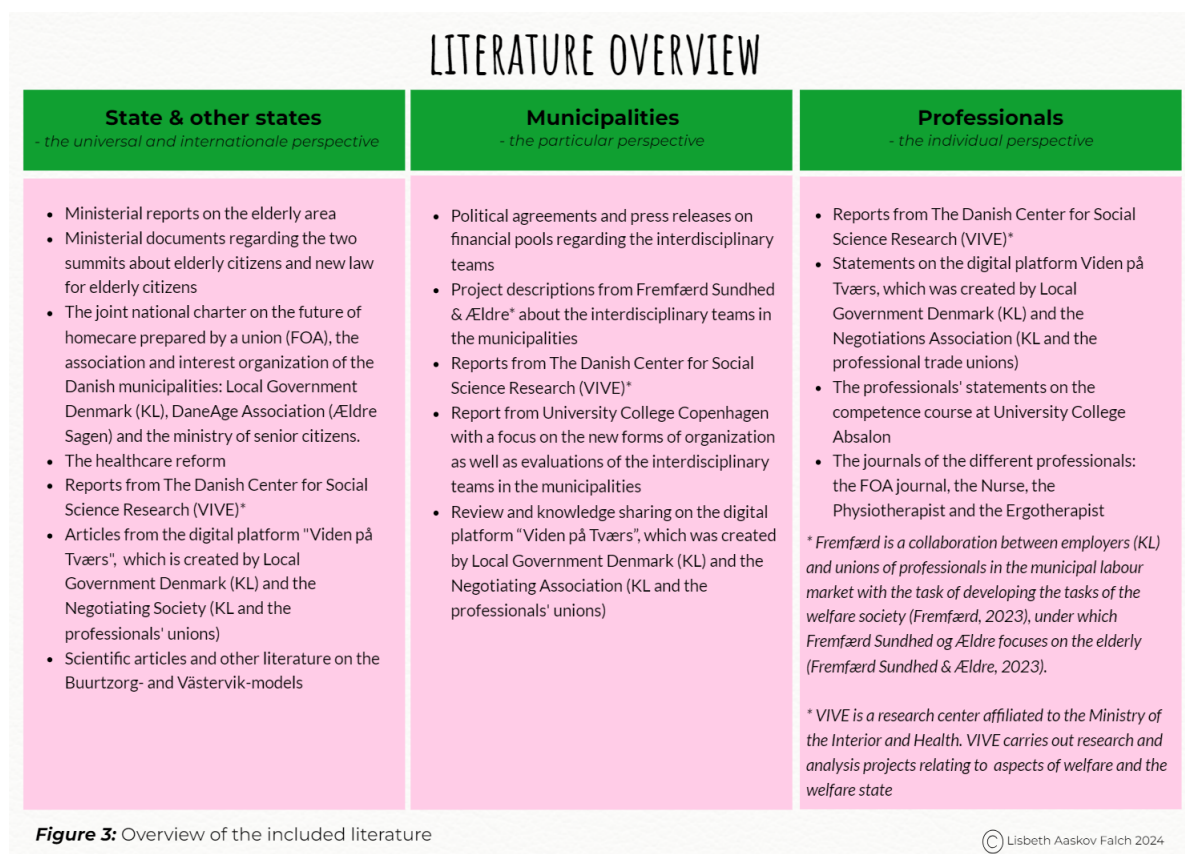 LITERATURE OVERVIEW
State & other states
- the universal and internationale perspective
• Ministerial reports on the elderly area
• Ministerial documents regarding the two
summits about elderly citizens and new law
for elderly citizens
• The joint national charter on the future of
homecare prepared by a union (FOA), the
association and interest organization of the
Danish municipalities: Local Government
Denmark (KL), DaneAge Association (Ældre
Sagen) and the ministry of senior citizens.
• The healthcare reform
• Reports from The Danish Center for Social
Science Research (VIVE)*
• Articles from the digital platform "Viden på
Tværs", which is created by Local
Government Denmark (KL) and the
Negotiating Society (KL and the
professionals' unions)
• Scientific articles and other literature on the
Buurtzorg- and Västervik-models
Municipalities
- the particular perspective
• Political agreements and press releases on
financial pools regarding the interdisciplinary
teams
• Project descriptions from Fremfærd Sundhed
& Ældre* about the interdisciplinary teams in
the municipalities
• Reports from The Danish Center for Social
Science Research (VIVE)*
• Report from University College Copenhagen
with a focus on the new forms of organization
as well as evaluations of the interdisciplinary
teams in the municipalities
• Review and knowledge sharing on the digital
platform “Viden på Tværs”, which was created
by Local Government Denmark (KL) and the
Negotiating Association (KL and the
professionals' unions)
Professionals
- the individual perspective
• Reports from The Danish Center for Social
Science Research (VIVE)*
• Statements on the digital platform Viden på
Tværs, which was created by Local
Government Denmark (KL) and the
Negotiations Association (KL and the
professional trade unions)
• The professionals' statements on the
competence course at University College
Absalon
• The journals of the different professionals:
the FOA journal, the Nurse, the
Physiotherapist and the Ergotherapist
* Fremfærd is a collaboration between employers (KL)
and unions of professionals in the municipal labour
market with the task of developing the tasks of the
welfare society (Fremfærd, 2023), under which
Fremfærd Sundhed og Ældre focuses on the elderly
(Fremfærd Sundhed & Ældre, 2023).
* VIVE is a research center affiliated to the Ministry of
the Interior and Health. VIVE carries out research and
analysis projects relating to aspects of welfare and the
welfare state
Figure 3: Overview of the included literature
© Lisbeth Aaskov Falch 2024